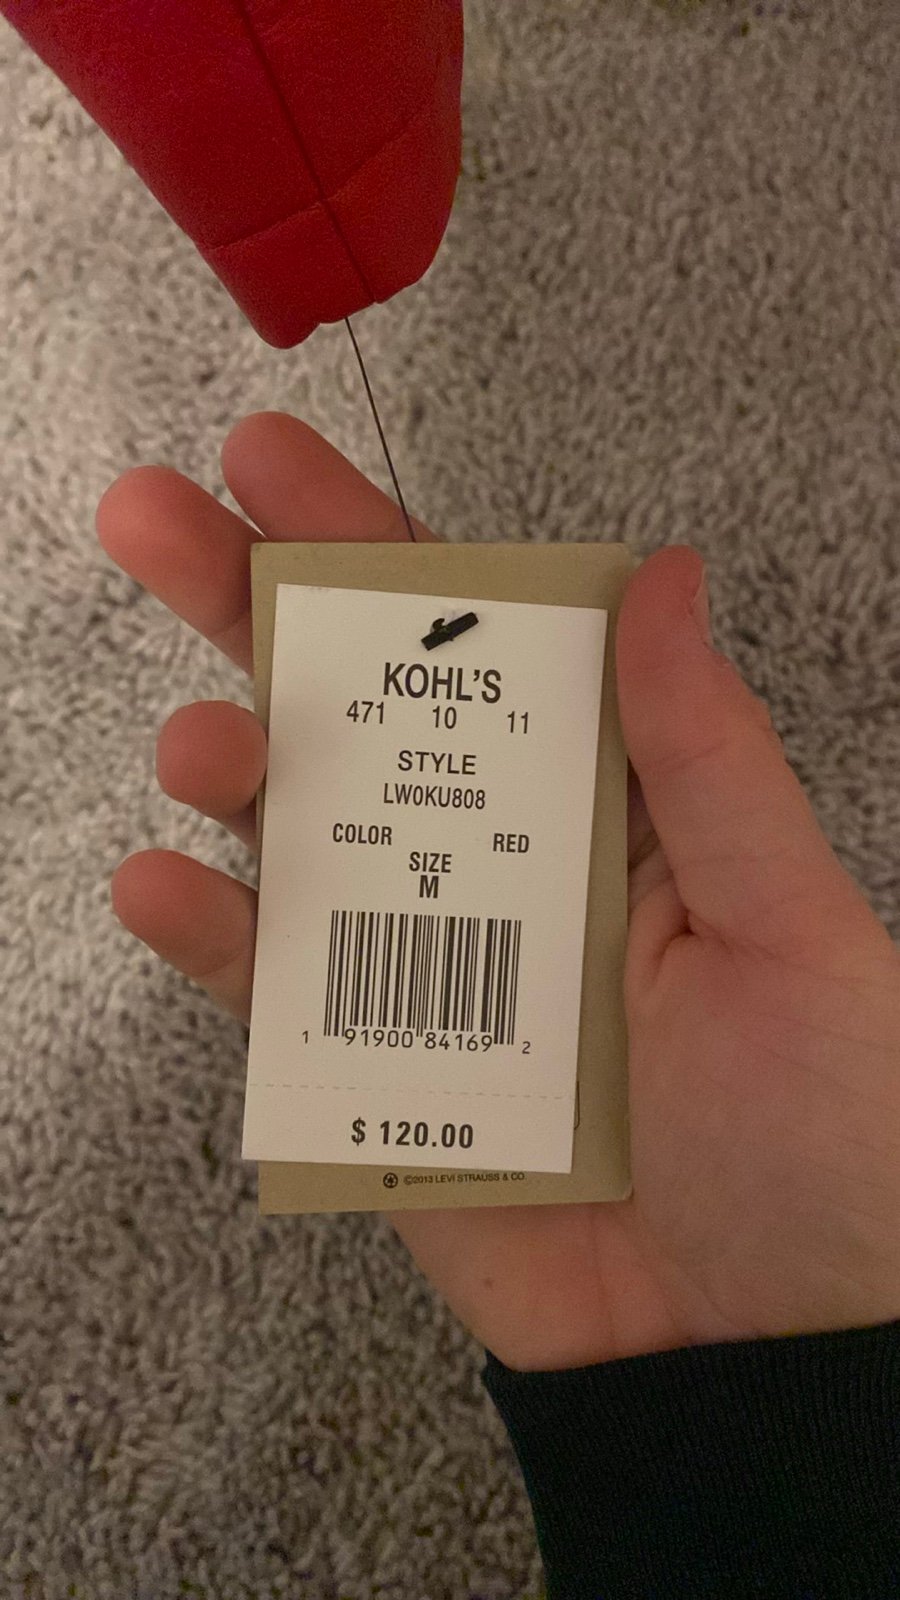 KOHL'S
471 10 11
STYLE
LW0KU808
COLOR RED
SIZE
M
1 91900 84169 2
$ 120.00
©2013 LEVI STRAUSS & CO